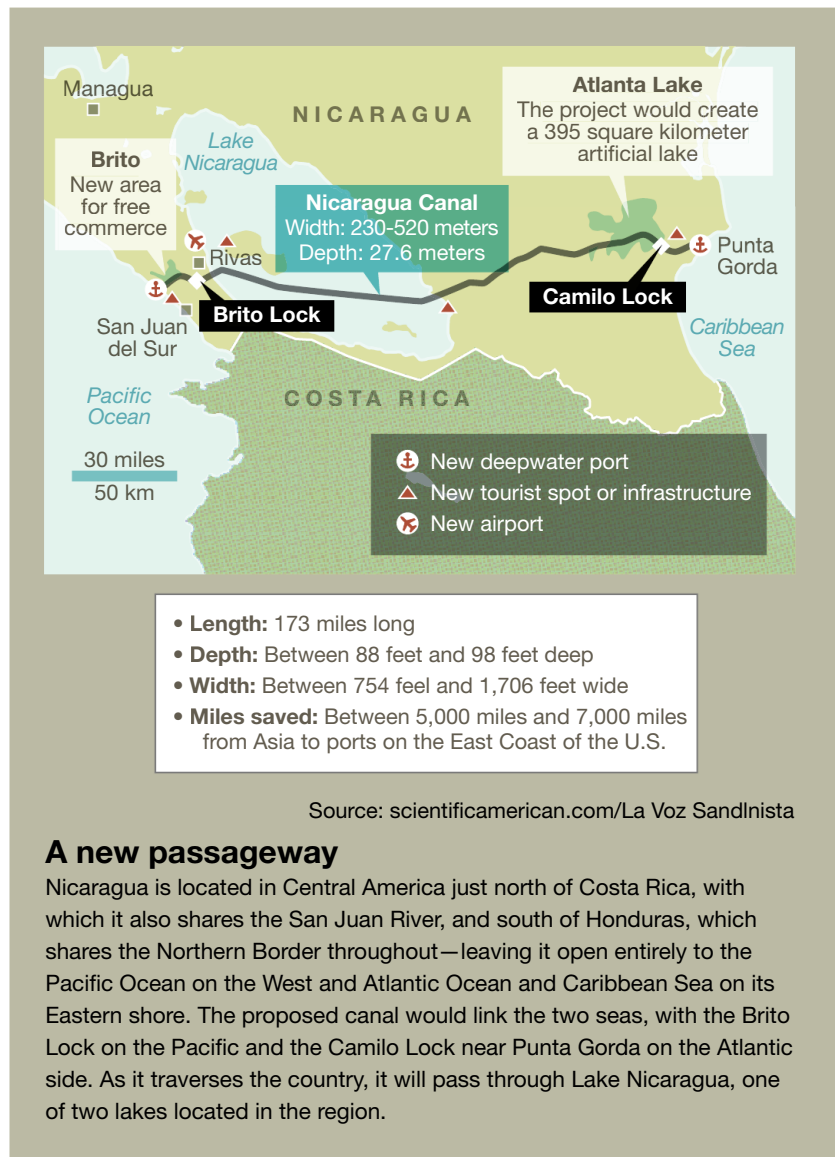 Managua
NICARAGUA
Atlanta Lake
The project would create
a 395 square kilometer
artificial lake
Lake
Nicaragua
Brito
New area
for free
commerce
Nicaragua Canal
Width: 230-520 meters
Depth: 27.6 meters
Rivas
Punta
Gorda
Brito Lock
Camilo Lock
San Juan
del Sur
Caribbean
Sea
Pacific
Ocean
COSTA RICA
30 miles
50 km
New deepwater port
New tourist spot or infrastructure
New airport
• Length: 173 miles long
• Depth: Between 88 feet and 98 feet deep
• Width: Between 754 feel and 1,706 feet wide
• Miles saved: Between 5,000 miles and 7,000 miles
from Asia to ports on the East Coast of the U.S.
Source: scientificamerican.com/La Voz SandInista
A new passageway
Nicaragua is located in Central America just north of Costa Rica, with
which it also shares the San Juan River, and south of Honduras, which
shares the Northern Border throughout—leaving it open entirely to the
Pacific Ocean on the West and Atlantic Ocean and Caribbean Sea on its
Eastern shore. The proposed canal would link the two seas, with the Brito
Lock on the Pacific and the Camilo Lock near Punta Gorda on the Atlantic
side. As it traverses the country, it will pass through Lake Nicaragua, one
of two lakes located in the region.